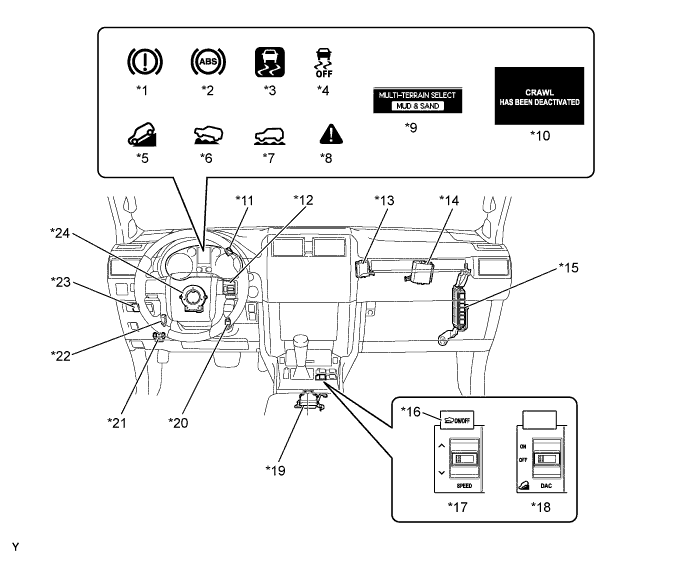 ABS
OFF
*1
*2
*3
*4
MULTI-TERRAIN SELECT
MUD & SAND
*9
CRAWL
HAS BEEN DEACTIVATED
*10
*5
*6
*7
*8
*11
*12
*13
*14
*24
*15
*23
*22
*21
*20
*19
*16
ON/OFF
SPEED
*17
ON
OFF
DAC
*18
Y